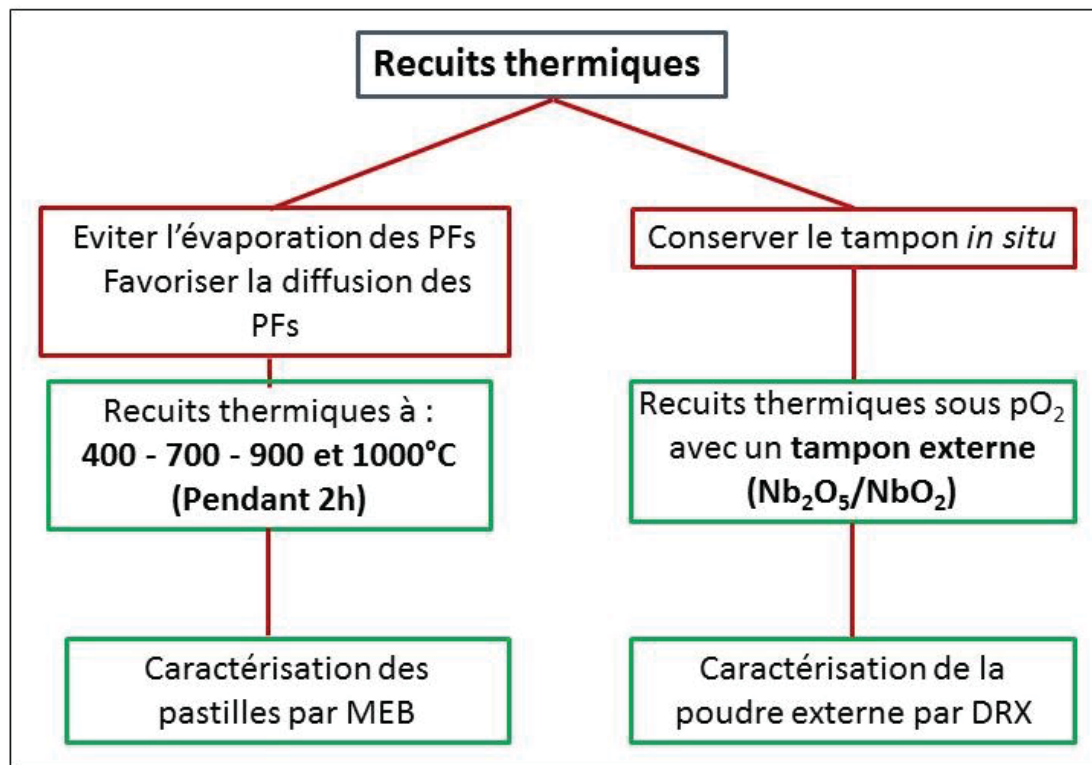 Recuits thermiques
Eviter l’évaporation des PFs
Favoriser la diffusion des
PFs
Conserver le tampon in situ
Recuits thermiques à :
400 - 700 - 900 et 1000°C
(Pendant 2h)
Recuits thermiques sous pO₂
avec un tampon externe
(Nb₂O₅/NbO₂)
Caractérisation des
pastilles par MEB
Caractérisation de la
poudre externe par DRX